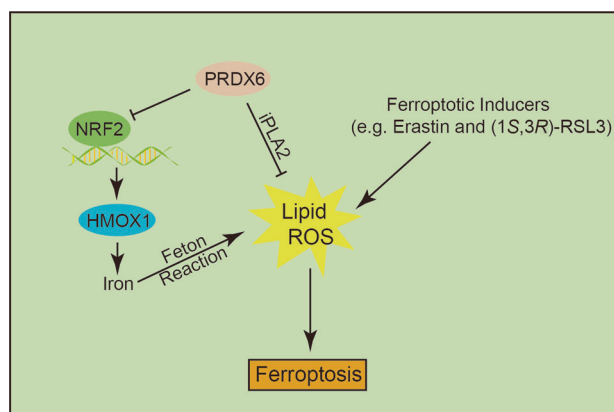 PRDX6
NRF2
iPLA2
Ferroptotic Inducers
(e.g. Erastin and (1S,3R)-RSL3)
HMOX1
Lipid
ROS
Feton
Reaction
Iron
Ferroptosis